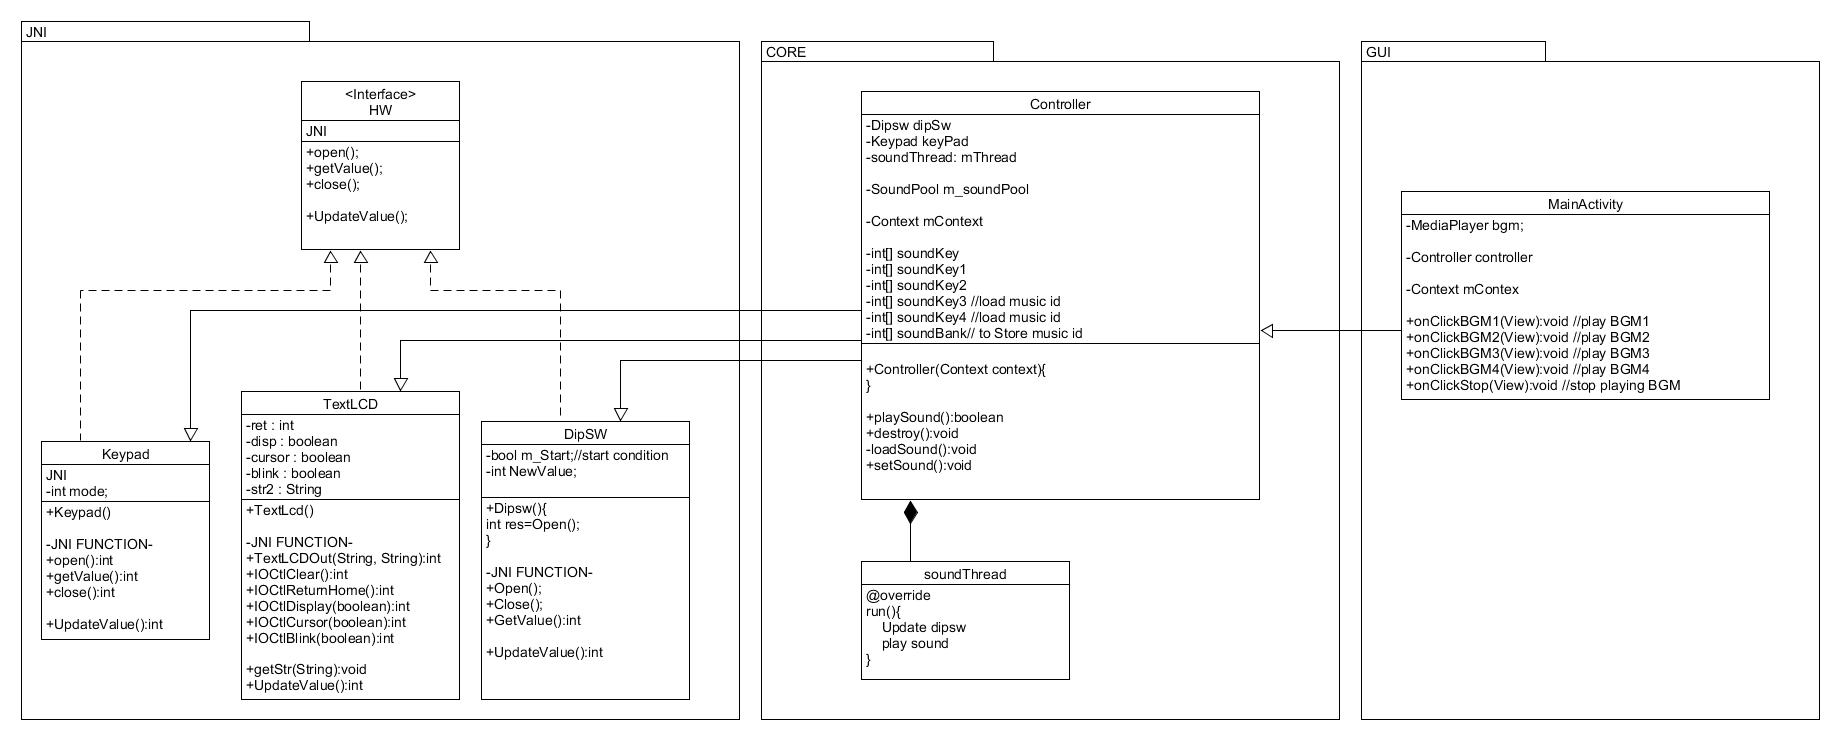 JNI
<Interface>
HW
JNI
+open();
+getValue();
+close();
+UpdateValue();
Keypad
JNI
-int mode;
+Keypad()
-JNI FUNCTION-
+open():int
+getValue():int
+close():int
+UpdateValue():int
TextLCD
-ret : int
-disp : boolean
-cursor : boolean
-blink : boolean
-str2 : String
+TextLcd()
-JNI FUNCTION-
+TextLCDOut(String, String):int
+IOCtlClear():int
+IOCtlReturnHome():int
+IOCtlDisplay(boolean):int
+IOCtlCursor(boolean):int
+IOCtlBlink(boolean):int
+getStr(String):void
+UpdateValue():int
DipSW
-bool m_Start;//start condition
-int NewValue;
+Dipsw(){
int res=Open();
}
-JNI FUNCTION-
+Open();
+Close();
+GetValue():int
+UpdateValue():int
CORE
Controller
-Dipsw dipSw
-Keypad keyPad
-soundThread: mThread
-SoundPool m_soundPool
-Context mContext
-int[] soundKey
-int[] soundKey1
-int[] soundKey2
-int[] soundKey3 //load music id
-int[] soundKey4 //load music id
-int[] soundBank// to Store music id
+Controller(Context context){
}
+playSound():boolean
+destroy():void
-loadSound():void
+setSound():void
soundThread
@override
run(){
Update dipsw
play sound
}
GUI
MainActivity
-MediaPlayer bgm;
-Controller controller
-Context mContex
+onClickBGM1(View):void //play BGM1
+onClickBGM2(View):void //play BGM2
+onClickBGM3(View):void //play BGM3
+onClickBGM4(View):void //play BGM4
+onClickStop(View):void //stop playing BGM